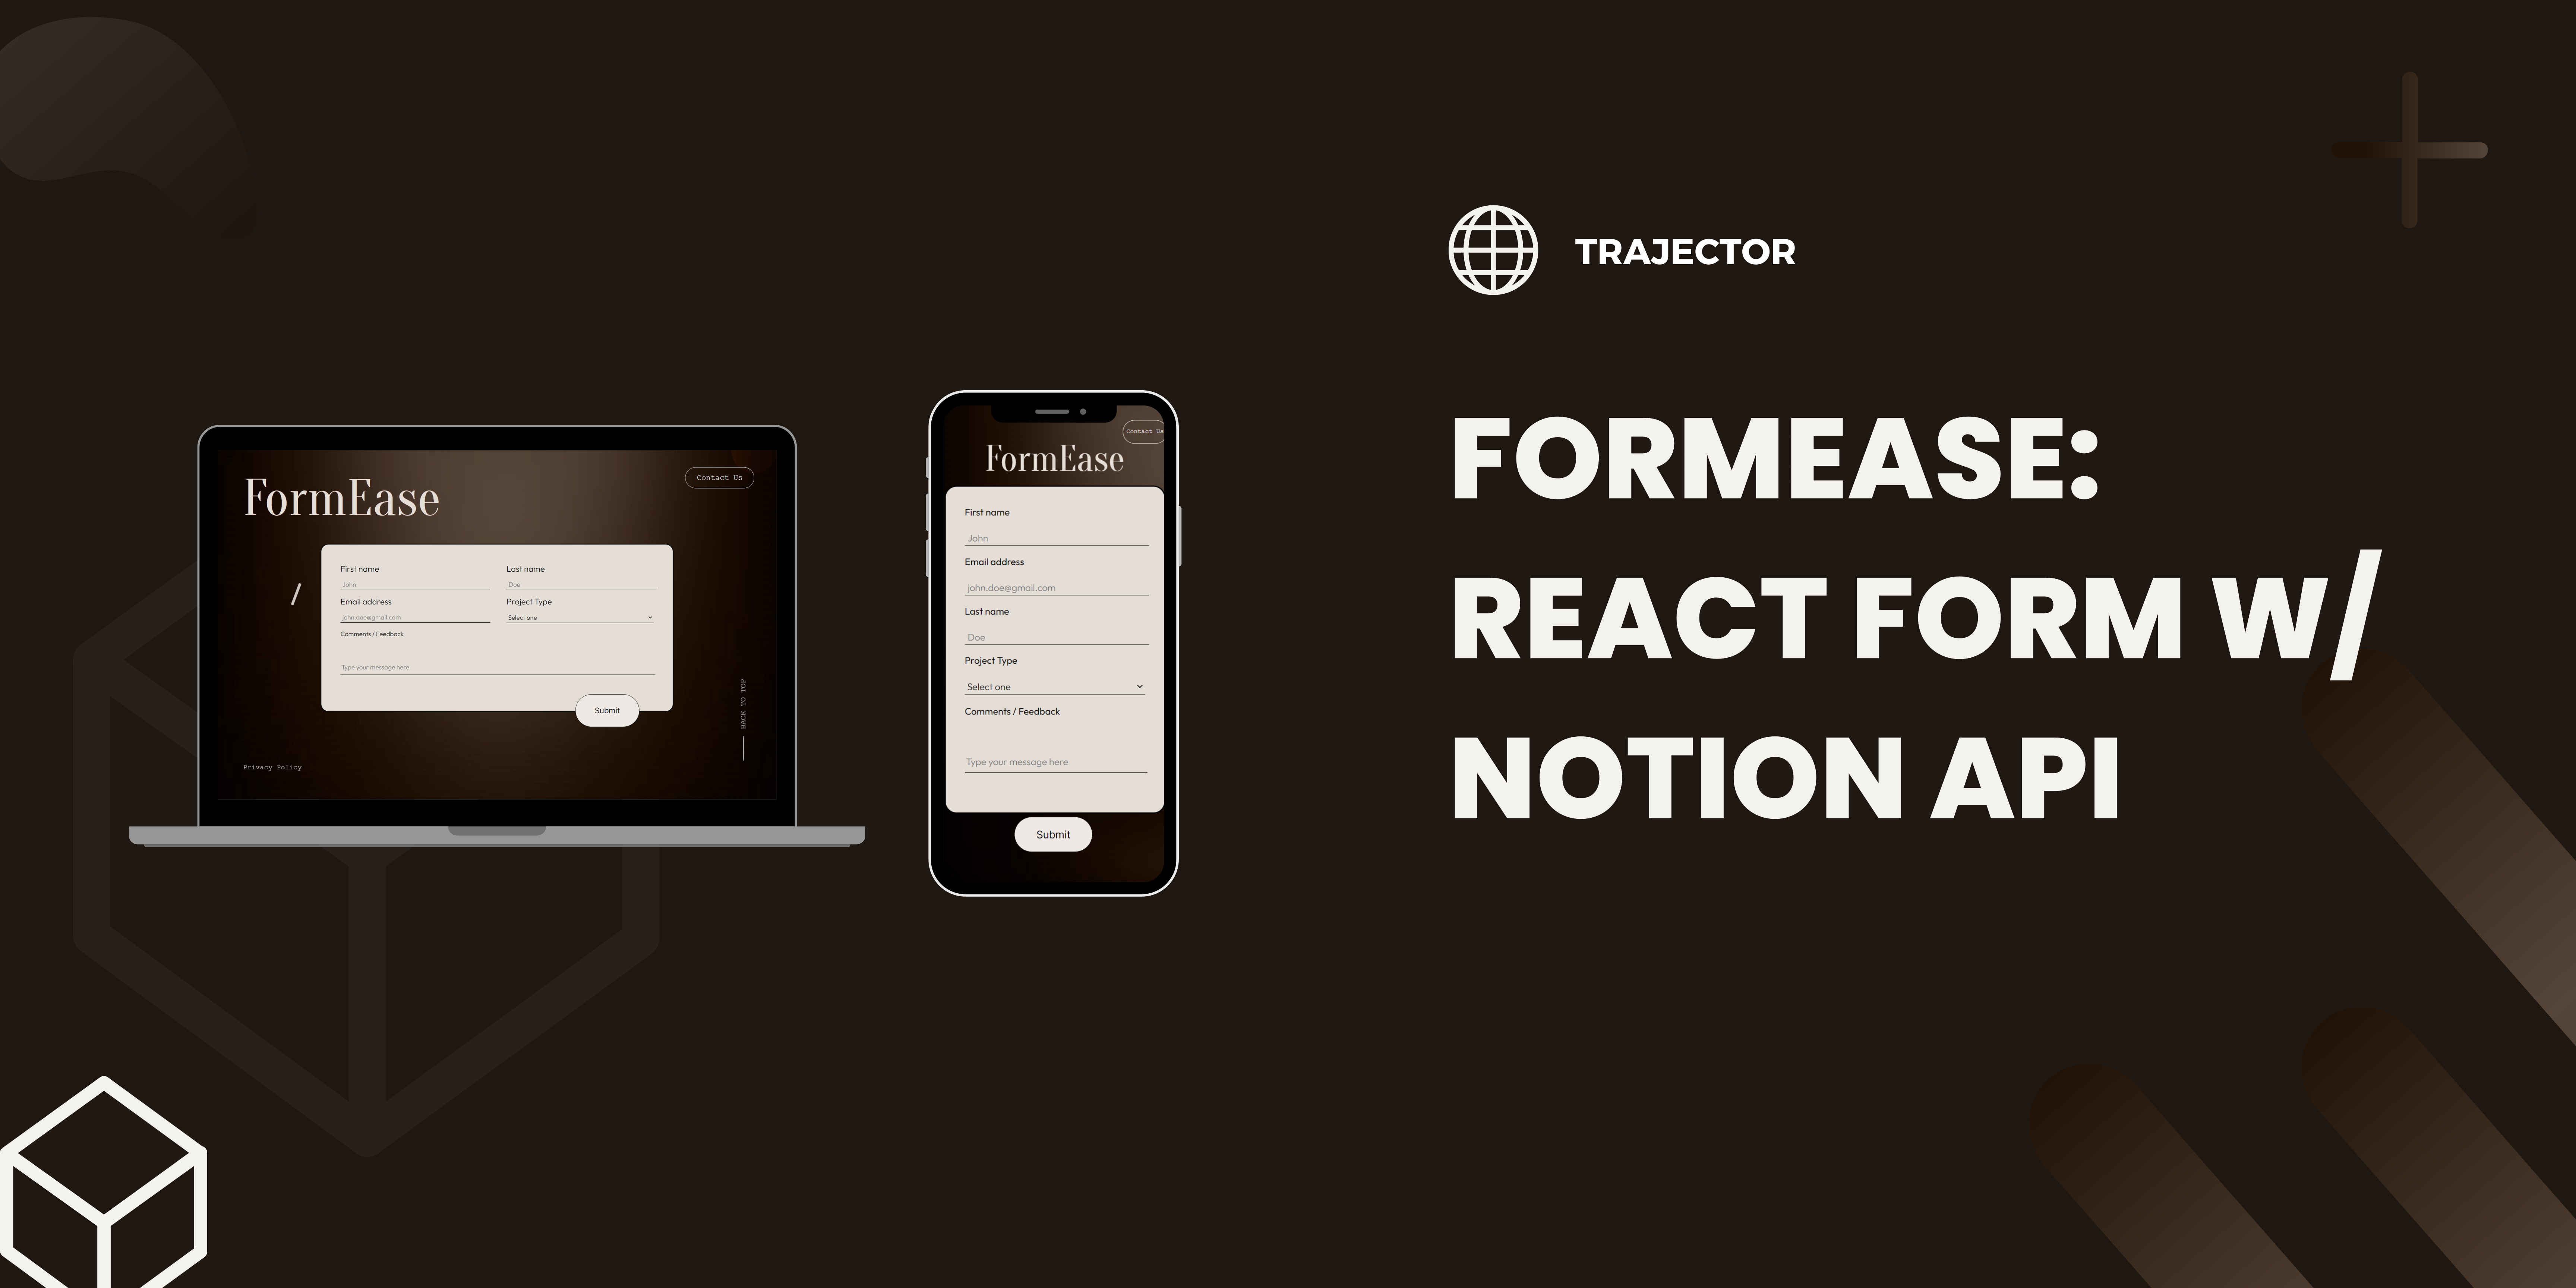 FormEase
Contact Us
First name
Last name
John
Doe
Email address
Project Type
john.doe@gmail.com
Select one
Comments / Feedback
Type your message here
Submit
BACK TO TOP
Privacy Policy
Contact Us
FormEase
First name
John
Email address
john.doe@gmail.com
Last name
Doe
Project Type
Select one
Comments / Feedback
Type your message here
Submit
TRAJECTOR
FORMEASE:
REACT FORM W/
NOTION API